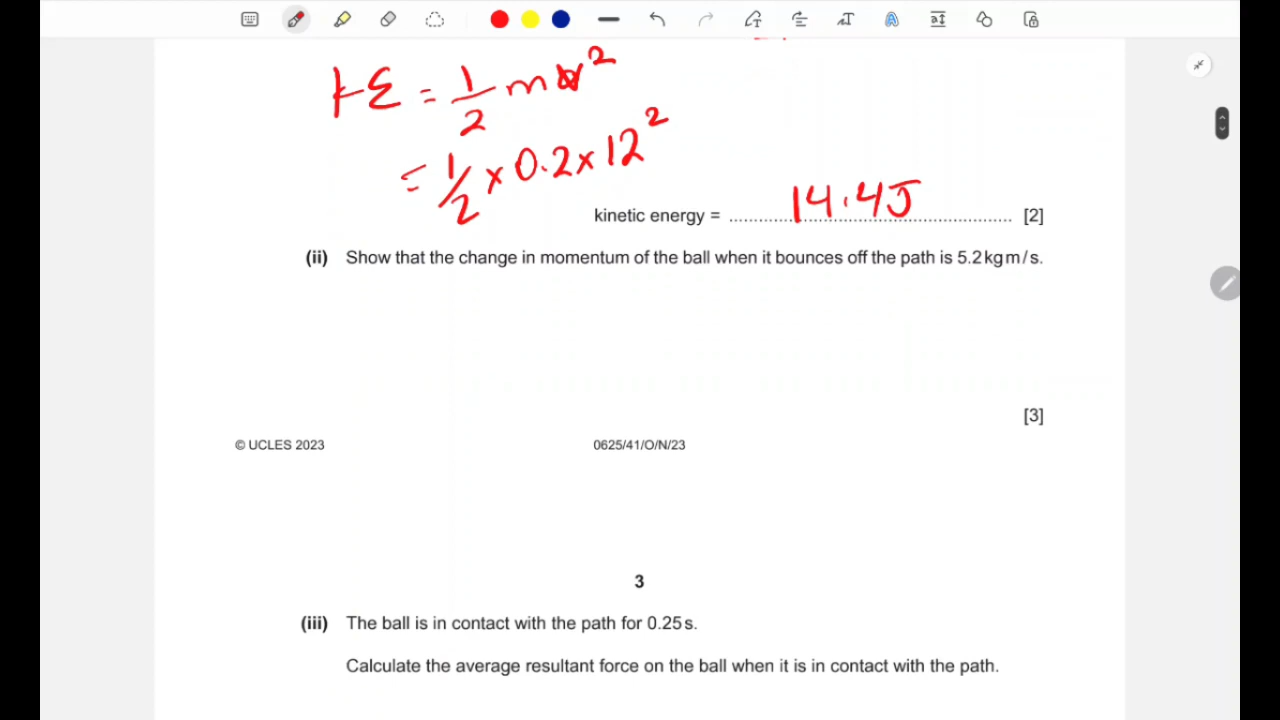 KE = 1/2 mv²
= 1/2 × 0.2 × 12²
kinetic energy = 14.4J [2]
(ii) Show that the change in momentum of the ball when it bounces off the path is 5.2 kg m / s.
[3]
© UCLES 2023 0625/41/O/N/23
3
(iii) The ball is in contact with the path for 0.25 s.
Calculate the average resultant force on the ball when it is in contact with the path.